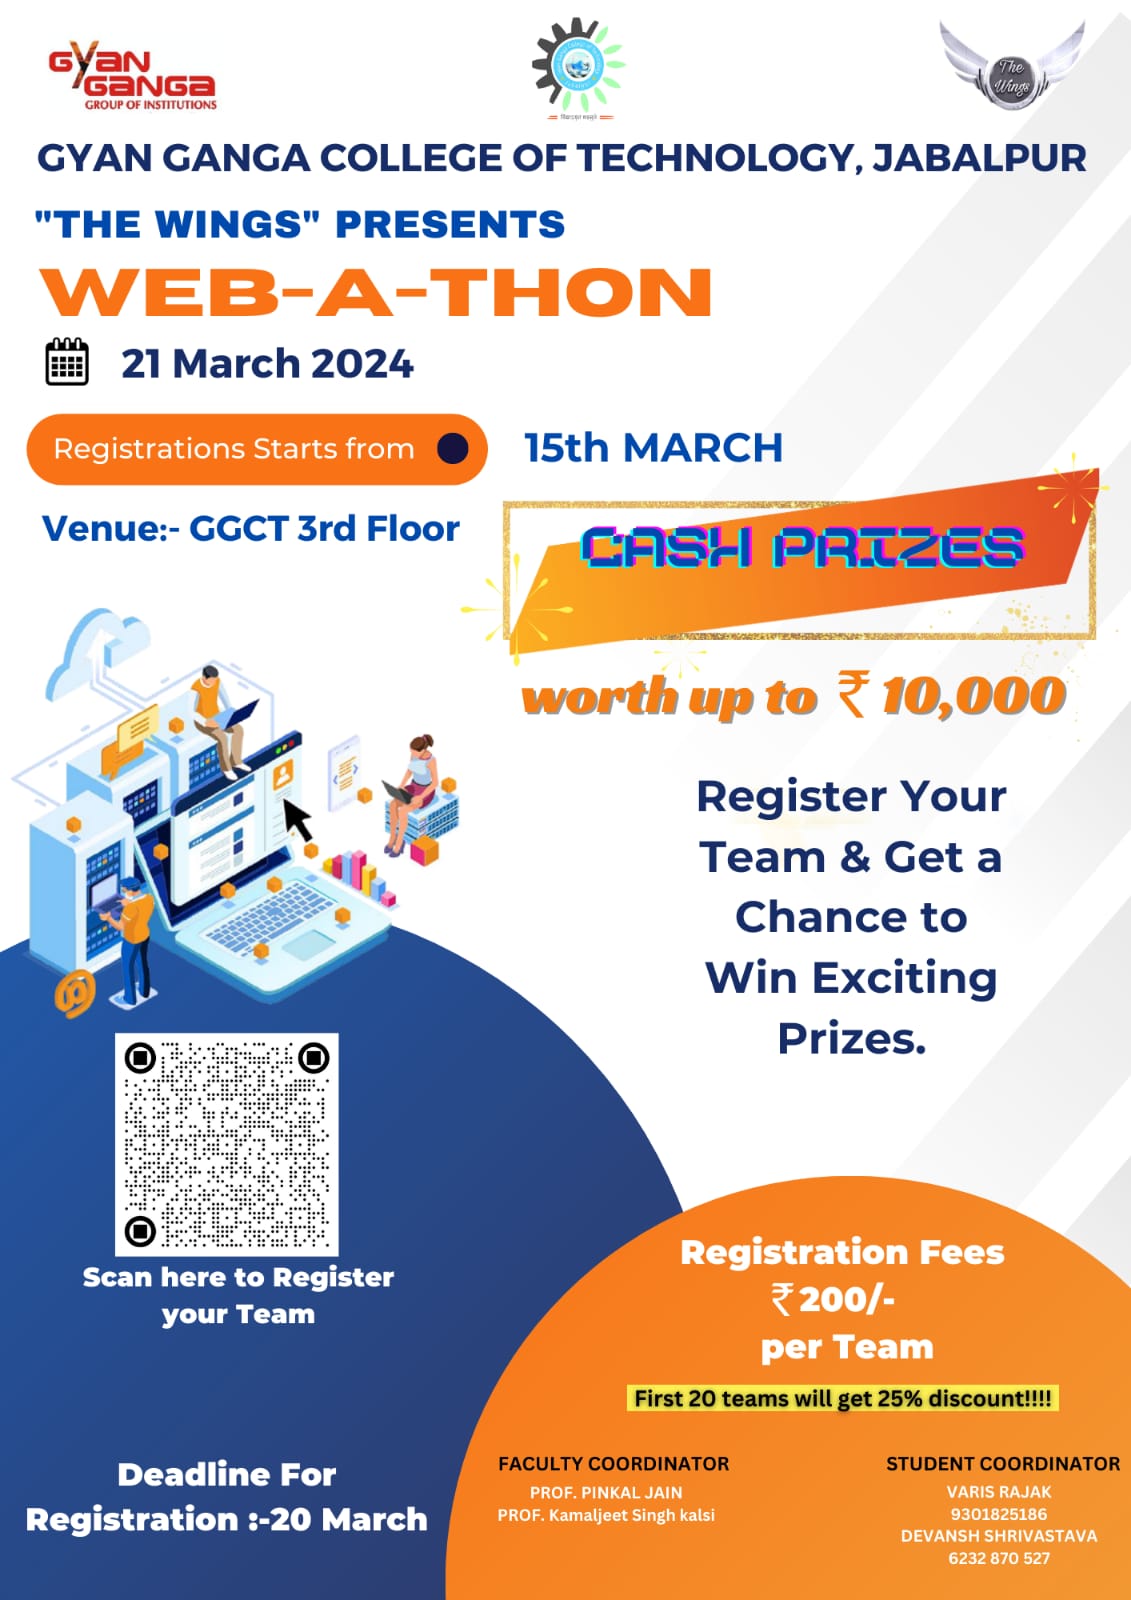 GYAN
GANGA
GROUP OF INSTITUTIONS
The
Wings
GYAN GANGA COLLEGE OF TECHNOLOGY, JABALPUR
"THE WINGS" PRESENTS
WEB-A-THON
21 March 2024
Registrations Starts from
15th MARCH
Venue:- GGCT 3rd Floor
CASH PRIZES
worth up to ₹ 10,000
Register Your
Team & Get a
Chance to
Win Exciting
Prizes.
Scan here to Register
your Team
Registration Fees
₹200/-
per Team
First 20 teams will get 25% discount!!!!
Deadline For
Registration :-20 March
FACULTY COORDINATOR
PROF. PINKAL JAIN
PROF. Kamaljeet Singh kalsi
STUDENT COORDINATOR
VARIS RAJAK
9301825186
DEVANSH SHRIVASTAVA
6232 870 527